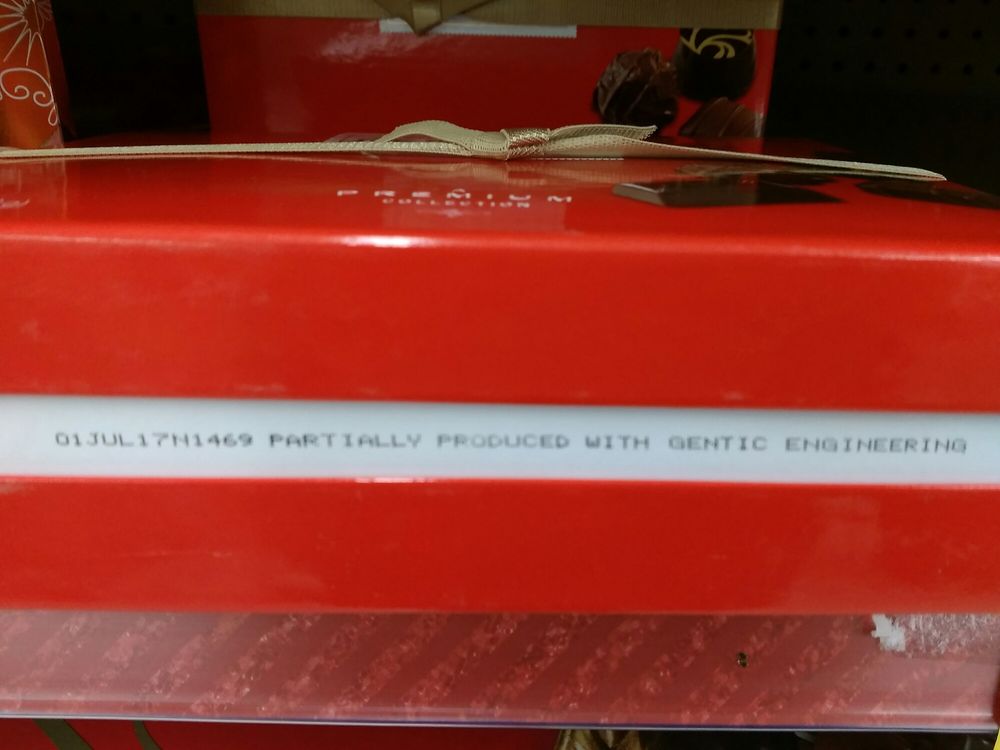 PREMIUM
COLLECTION
01JUL17N1469 PARTIALLY PRODUCED WITH GENTIC ENGINEERING